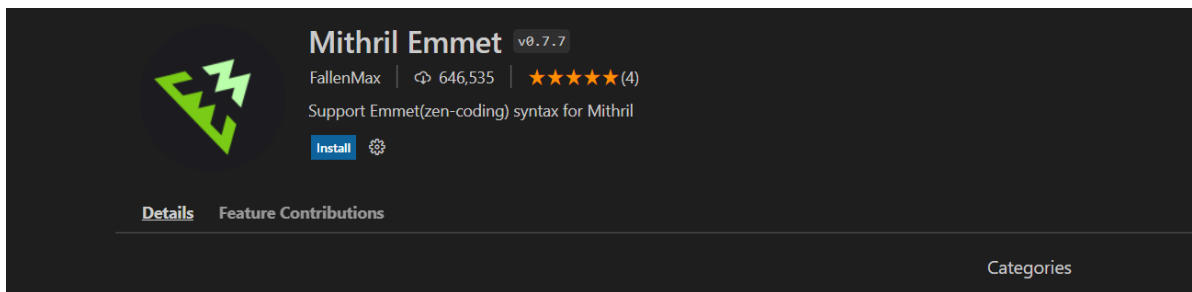 Mithril Emmet v0.7.7
FallenMax 646,535 ★★★★★(4)
Support Emmet(zen-coding) syntax for Mithril
Install
Details Feature Contributions
Categories